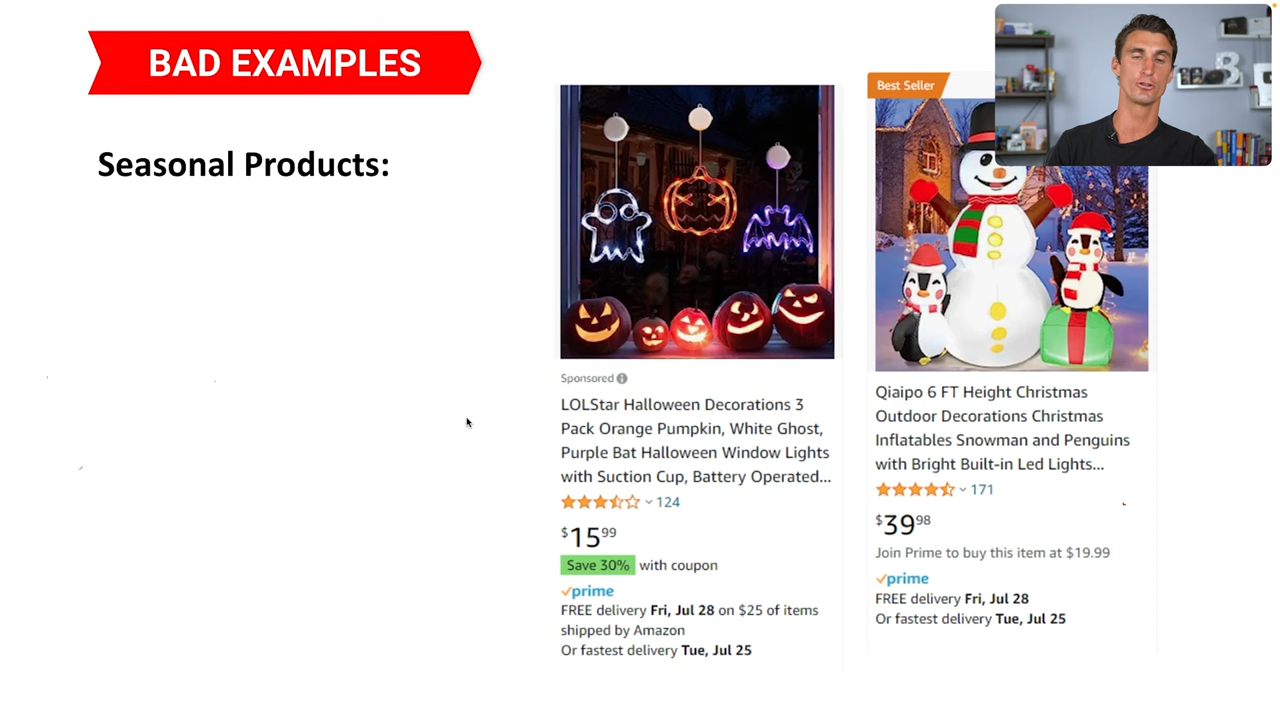 BAD EXAMPLES
Seasonal Products:
Sponsored
LOLStar Halloween Decorations 3
Pack Orange Pumpkin, White Ghost,
Purple Bat Halloween Window Lights
with Suction Cup, Battery Operated...
124
$15 99
Save 30% with coupon
prime
FREE delivery Fri, Jul 28 on $25 of items
shipped by Amazon
Or fastest delivery Tue, Jul 25
Best Seller
Qiaipo 6 FT Height Christmas
Outdoor Decorations Christmas
Inflatables Snowman and Penguins
with Bright Built-in Led Lights...
171
$39 98
Join Prime to buy this item at $19.99
prime
FREE delivery Fri, Jul 28
Or fastest delivery Tue, Jul 25